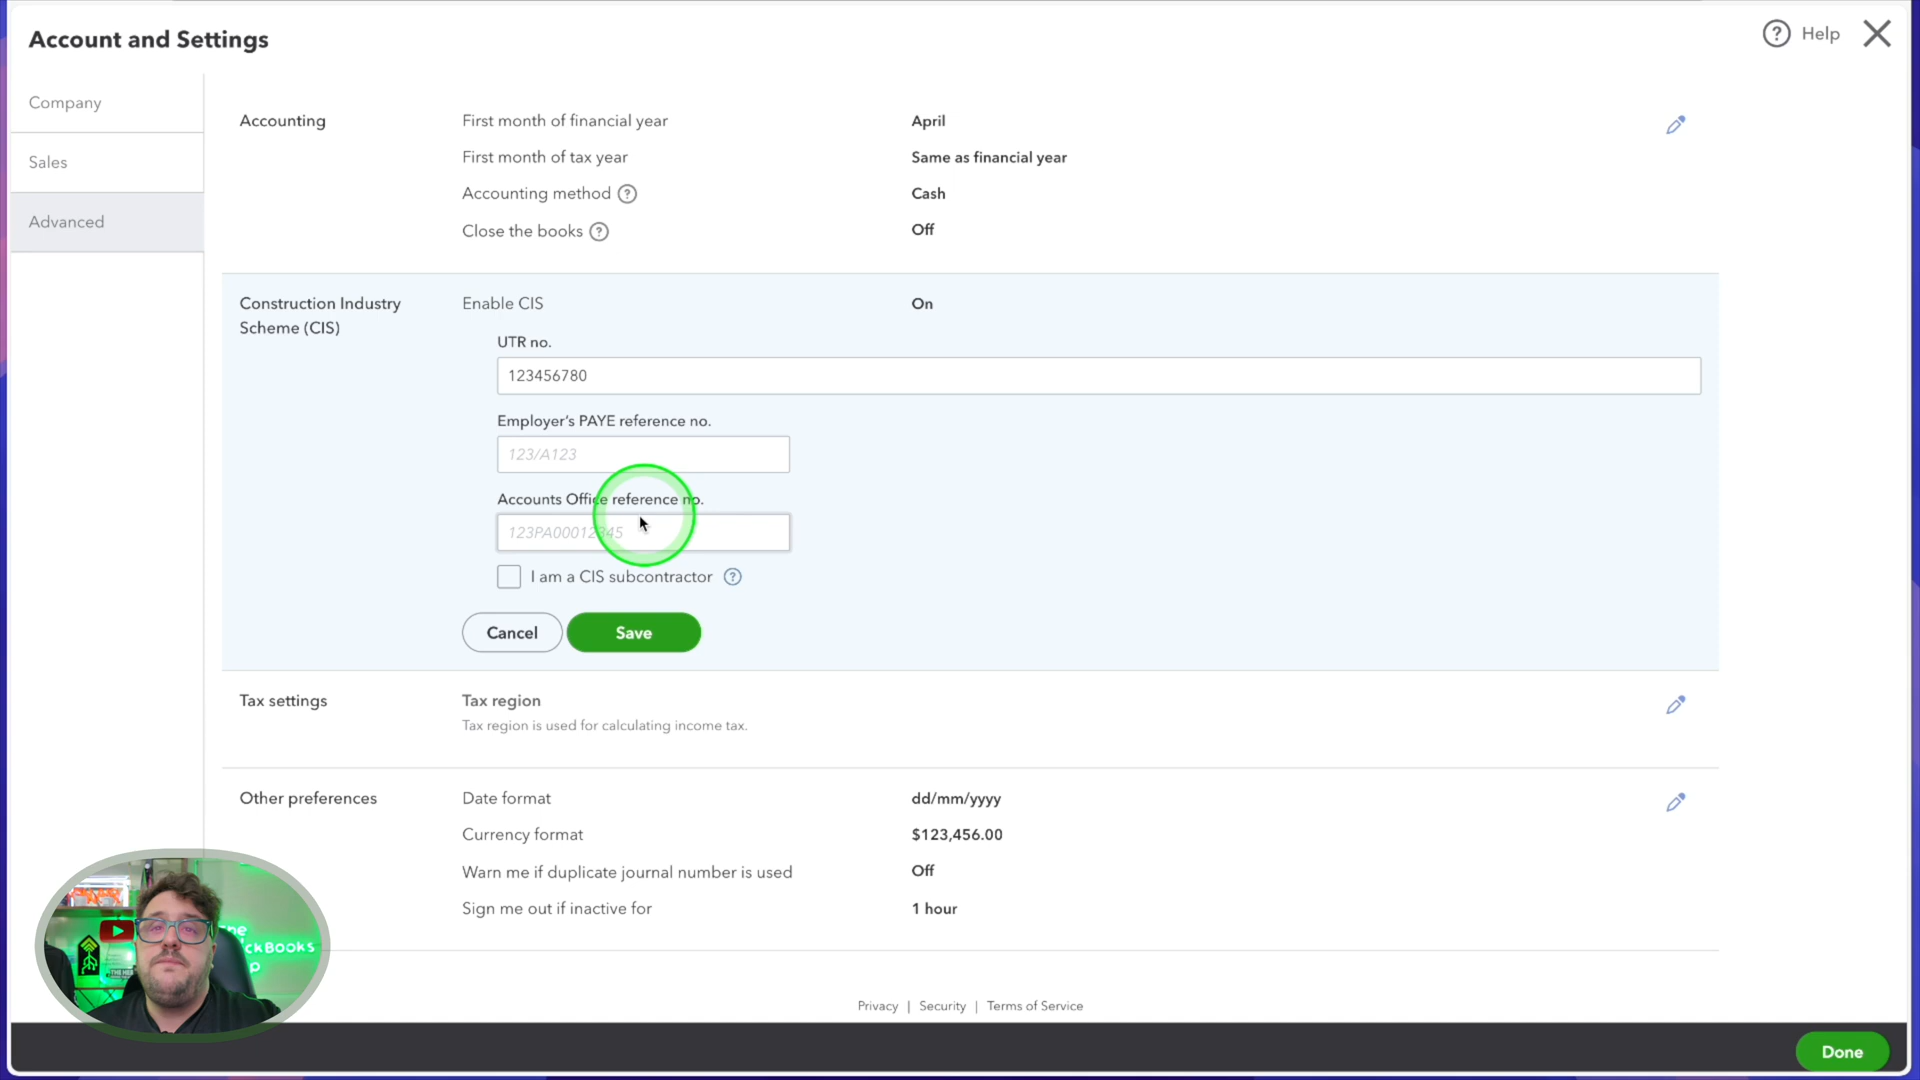 Account and Settings
Help
Company
Sales
Advanced
Accounting
First month of financial year
April
First month of tax year
Same as financial year
Accounting method
Cash
Close the books
Off
Construction Industry
Scheme (CIS)
Enable CIS
On
UTR no.
123456780
Employer's PAYE reference no.
123/A123
Accounts Office reference no.
123PA00012345
I am a CIS subcontractor
Cancel
Save
Tax settings
Tax region
Tax region is used for calculating income tax.
Other preferences
Date format
dd/mm/yyyy
Currency format
$123,456.00
Warn me if duplicate journal number is used
Off
Sign me out if inactive for
1 hour
Privacy | Security | Terms of Service
Done